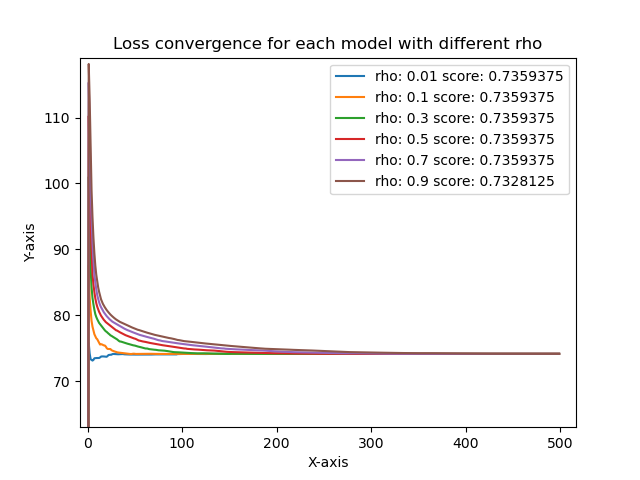 Loss convergence for each model with different rho
rho: 0.01 score: 0.7359375
rho: 0.1 score: 0.7359375
rho: 0.3 score: 0.7359375
rho: 0.5 score: 0.7359375
rho: 0.7 score: 0.7359375
rho: 0.9 score: 0.7328125
110
100
90
80
70
Y-axis
0 100 200 300 400 500
X-axis